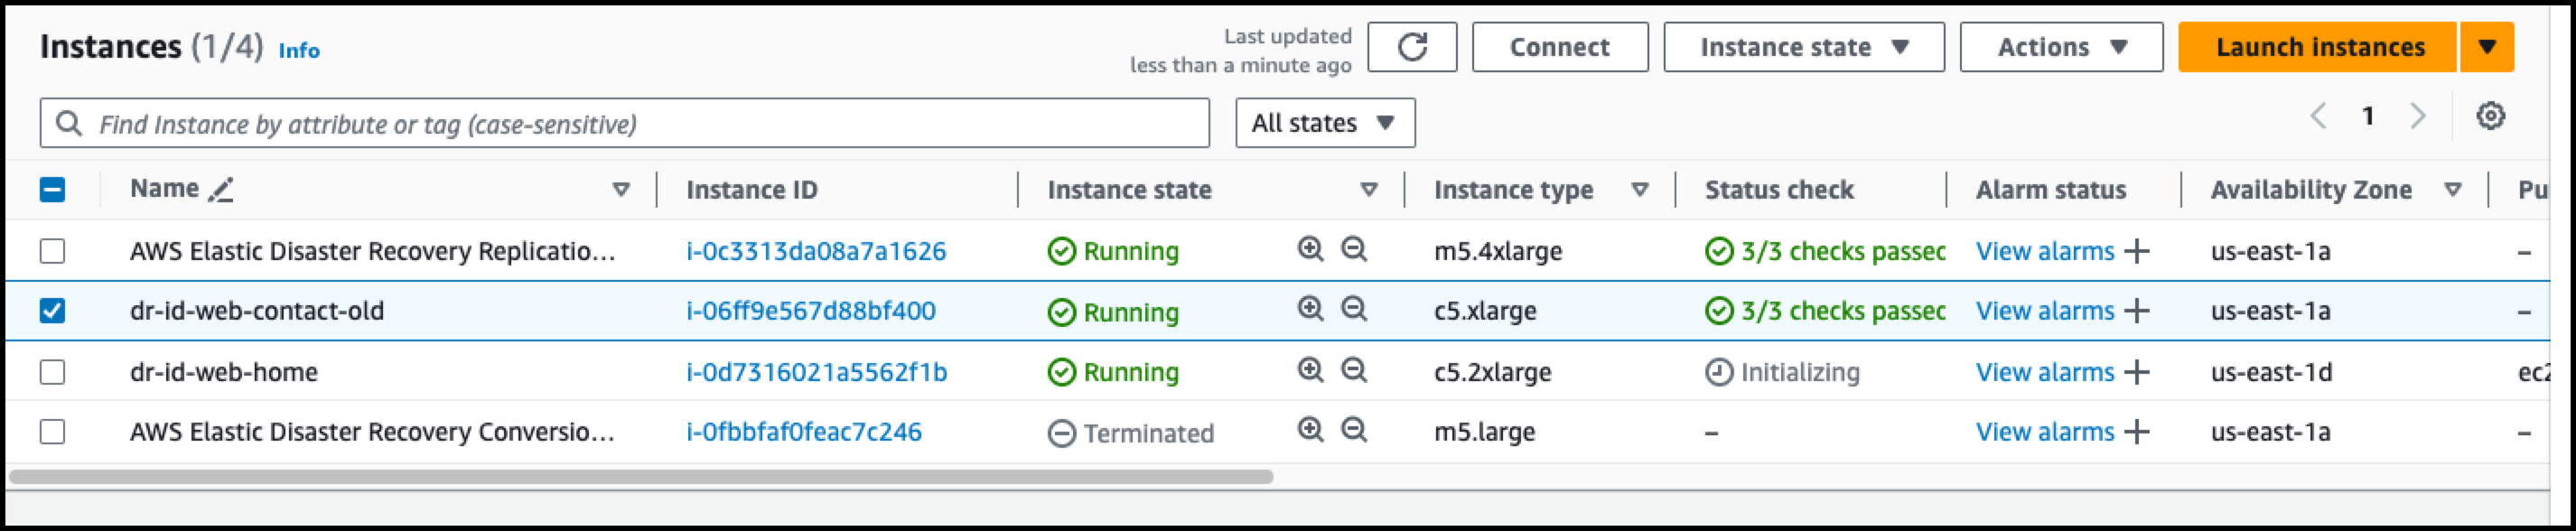 Instances (1/4) Info
Last updated
less than a minute ago
Connect
Instance state
Actions
Launch instances
Find Instance by attribute or tag (case-sensitive)
All states
1
Name Instance ID Instance state Instance type Status check Alarm status Availability Zone Pu
AWS Elastic Disaster Recovery Replicatio... i-0c3313da08a7a1626 Running m5.4xlarge 3/3 checks passec View alarms + us-east-1a –
dr-id-web-contact-old i-06ff9e567d88bf400 Running c5.xlarge 3/3 checks passec View alarms + us-east-1a –
dr-id-web-home i-0d7316021a5562f1b Running c5.2xlarge Initializing View alarms + us-east-1d ec2
AWS Elastic Disaster Recovery Conversio... i-0fbbfaf0feac7c246 Terminated m5.large – View alarms + us-east-1a –